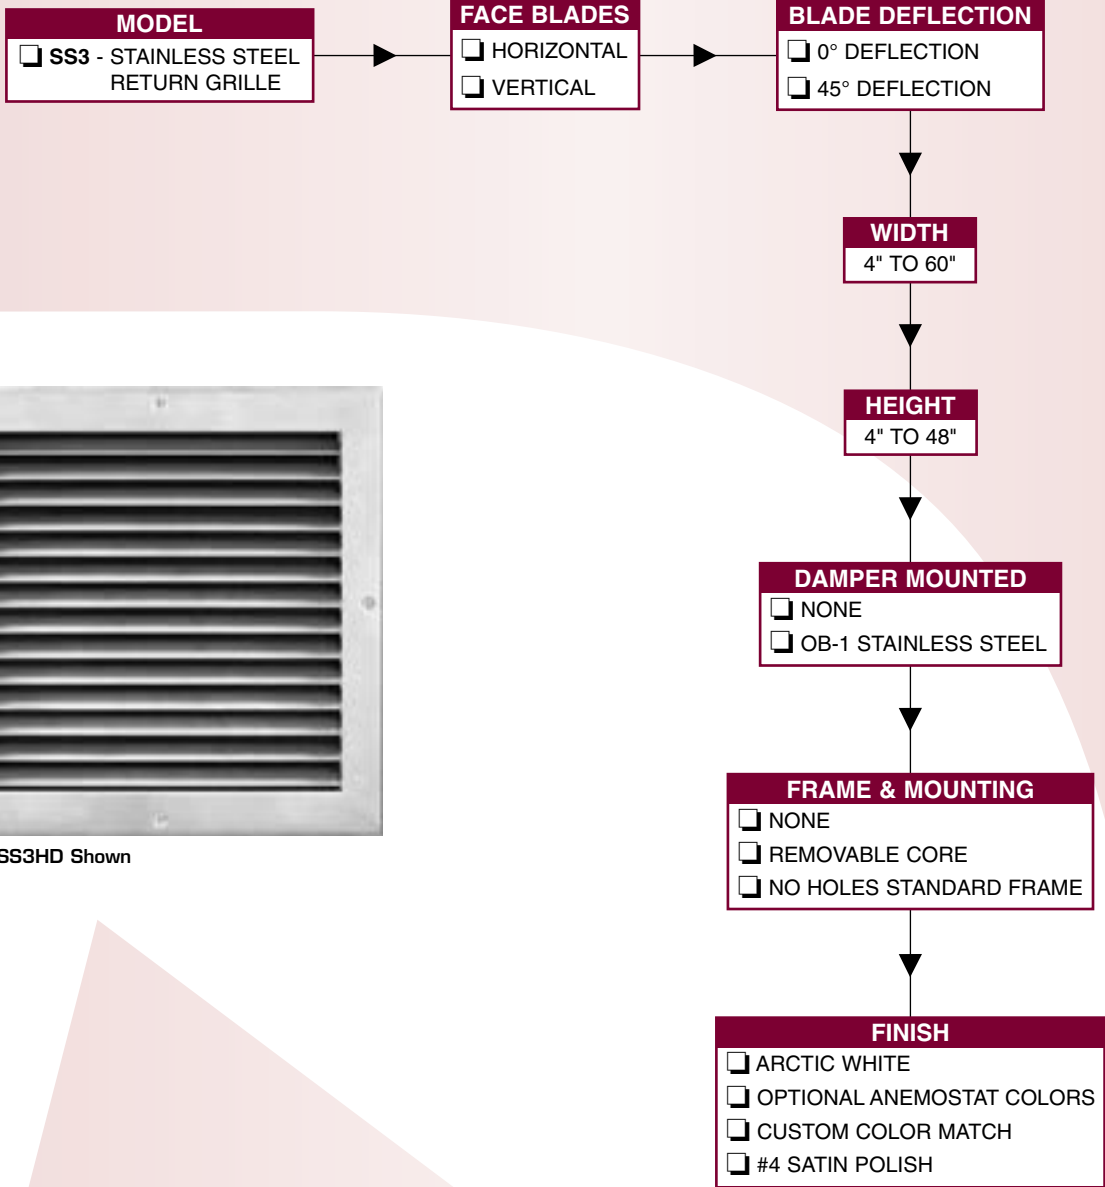 MODEL
❑ SS3 - STAINLESS STEEL
RETURN GRILLE
FACE BLADES
❑ HORIZONTAL
❑ VERTICAL
BLADE DEFLECTION
❑ 0° DEFLECTION
❑ 45° DEFLECTION
WIDTH
4" TO 60"
HEIGHT
4" TO 48"
DAMPER MOUNTED
❑ NONE
❑ OB-1 STAINLESS STEEL
FRAME & MOUNTING
❑ NONE
❑ REMOVABLE CORE
❑ NO HOLES STANDARD FRAME
FINISH
❑ ARCTIC WHITE
❑ OPTIONAL ANEMOSTAT COLORS
❑ CUSTOM COLOR MATCH
❑ #4 SATIN POLISH
SS3HD Shown